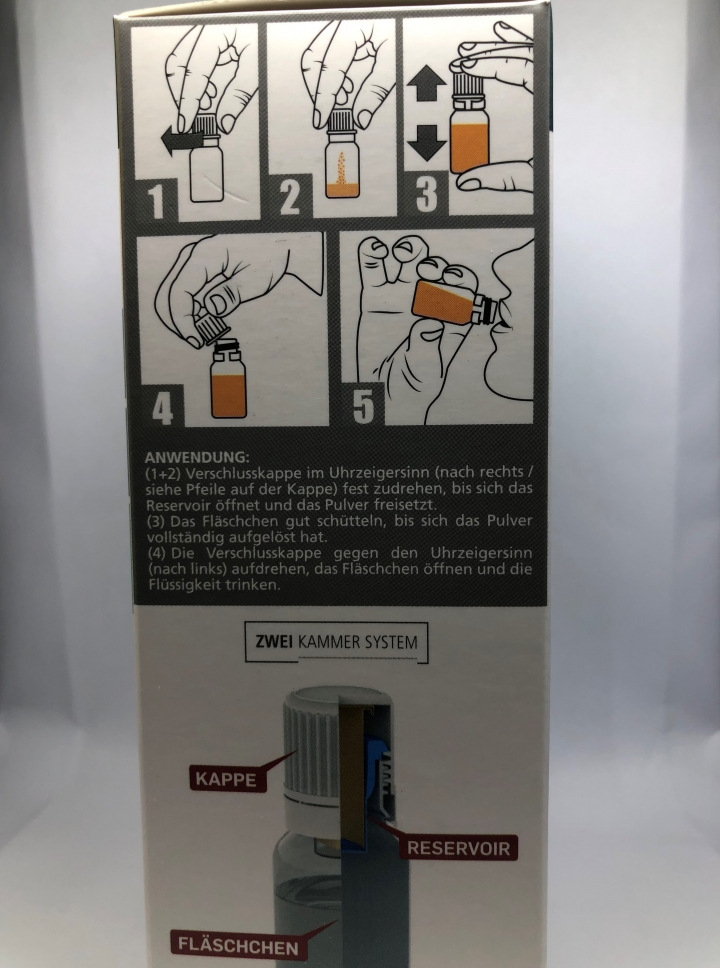 1 2 3
4 5
ANWENDUNG:
(1+2) Verschlusskappe im Uhrzeigersinn (nach rechts /
siehe Pfeile auf der Kappe) fest zudrehen, bis sich das
Reservoir öffnet und das Pulver freisetzt.
(3) Das Fläschchen gut schütteln, bis sich das Pulver
vollständig aufgelöst hat.
(4) Die Verschlusskappe gegen den Uhrzeigersinn
(nach links) aufdrehen, das Fläschchen öffnen und die
Flüssigkeit trinken.
ZWEI KAMMER SYSTEM
KAPPE
RESERVOIR
FLÄSCHCHEN